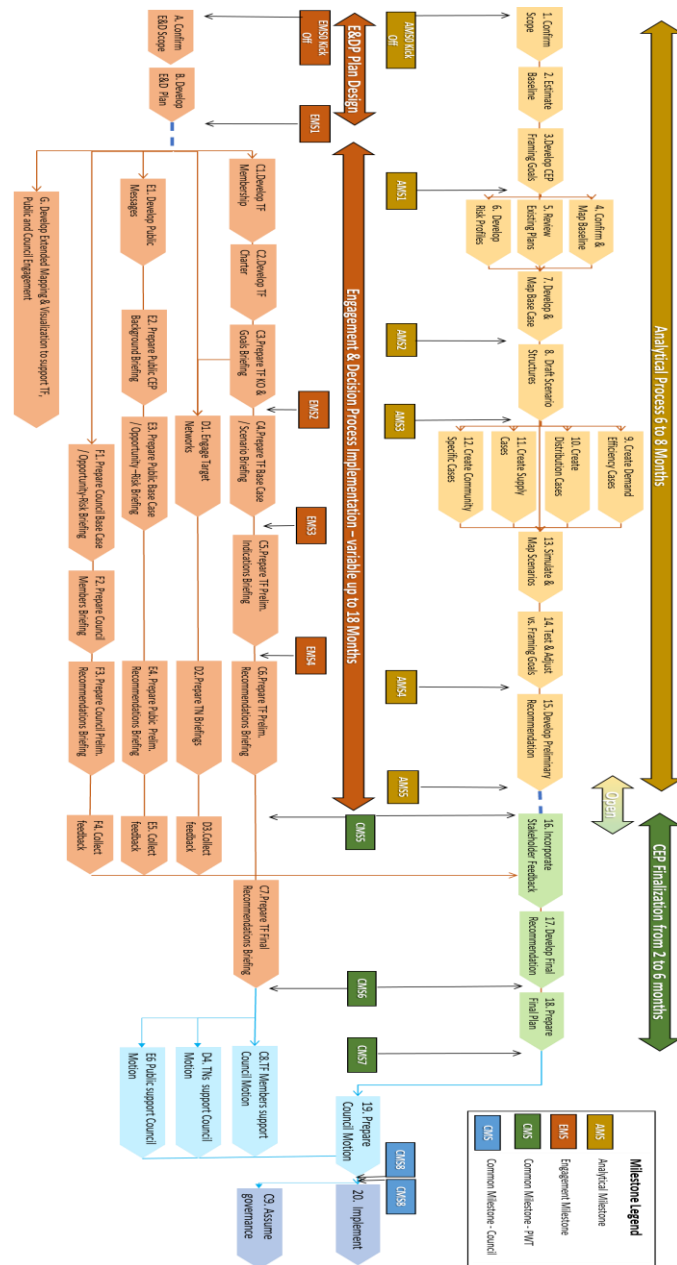 Analytical Process 6 to 8 Months
Open
CEP Finalization from 2 to 6 months
Milestone Legend
AMS
Analytical Milestone
EMS
Engagement Milestone
CMS
Common Milestone - PWT
CMS
Common Milestone - Council
1. Confirm
Scope
2. Estimate
Baseline
3.Develop CEP
Framing Goals
4. Confirm &
Map Baseline
5. Review
Existing Plans
6. Develop
Risk Profiles
7. Develop &
Map Base Case
8. Draft Scenario
Structures
9. Create Demand
Efficiency Cases
10. Create
Distribution Cases
11. Create Supply
Cases
12. Create Community
Specific Cases
13. Simulate &
Map Scenarios
14. Test & Adjust
vs. Framing Goals
15. Develop Preliminary
Recommendation
16. Incorporate
Stakeholder Feedback
17. Develop Final
Recommendation
18. Prepare
Final Plan
19. Prepare
Council Motion
20. Implement
AMS0 Kick
Off
AMS1
AMS2
AMS3
AMS4
AMS5
CMS5
CMS6
CMS7
CMS8
CMS8
E&DP Plan Design
Engagement & Decision Process Implementation – variable up to 18 Months
EMS0 Kick
Off
EMS1
EMS2
EMS3
EMS4
A. Confirm
E&D Scope
B. Develop
E&D Plan
C1.Develop TF
Membership
C2.Develop TF
Charter
C3.Prepare TF KO &
Goals Briefing
C4.Prepare TF Base Case
/ Scenario Briefing
C5.Prepare TF Prelim.
Indications Briefing
C6.Prepare TF Prelim.
Recommendations Briefing
C7.Prepare TF Final
Recommendations Briefing
C8.TF Members support
Council Motion
C9. Assume
governance
D1. Engage Target
Networks
D2.Prepare TN Briefings
D3.Collect
feedback
D4. TNs support Council
Motion
E1. Develop Public
Messages
E2. Prepare Public CEP
Background Briefing
E3. Prepare Public Base Case
/ Opportunity –Risk Briefing
E4. Prepare Public Prelim.
Recommendations Briefing
E5. Collect
feedback
E6 Public support Council
Motion
F1. Prepare Council Base Case
/ Opportunity-Risk Briefing
F2. Prepare Council
Members Briefing
F3. Prepare Council Prelim.
Recommendations Briefing
F4. Collect
feedback
G. Develop Extended Mapping & Visualization to support TF,
Public and Council Engagement